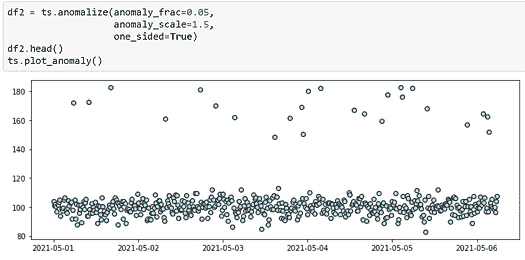 df2 = ts.anomalize(anomaly_frac=0.05,
anomaly_scale=1.5,
one_sided=True)
df2.head()
ts.plot_anomaly()
180
160
140
120
100
80
2021-05-01 2021-05-02 2021-05-03 2021-05-04 2021-05-05 2021-05-06